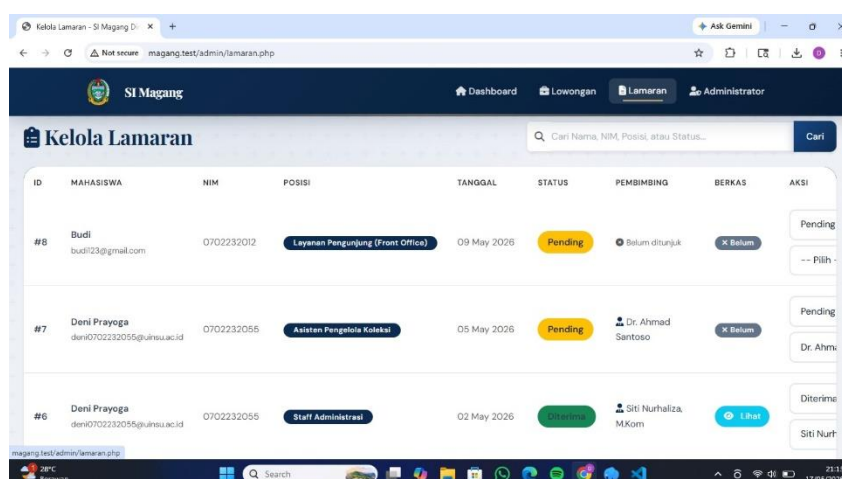 Kelola Lamaran - SI Magang Di
Ask Gemini
Not secure magang.test/admin/lamaran.php
SI Magang
Dashboard Lowongan Lamaran Administrator
Kelola Lamaran
Cari Nama, NIM, Posisi, atau Status... Cari
ID MAHASISWA NIM POSISI TANGGAL STATUS PEMBIMBING BERKAS AKSI
#8 Budi budi123@gmail.com 0702232012 Layanan Pengunjung (Front Office) 09 May 2026 Pending Belum ditunjuk Belum Pending
-- Pilih -
#7 Deni Prayoga deni0702232055@uinsu.ac.id 0702232055 Asisten Pengelola Koleksi 05 May 2026 Pending Dr. Ahmad Santoso Belum Pending
Dr. Ahma
#6 Deni Prayoga deni0702232055@uinsu.ac.id 0702232055 Staff Administrasi 02 May 2026 Diterima Siti Nurhaliza, M.Kom Lihat Diterima
Siti Nurh
magang.test/admin/lamaran.php
28°C
Berawan
Search